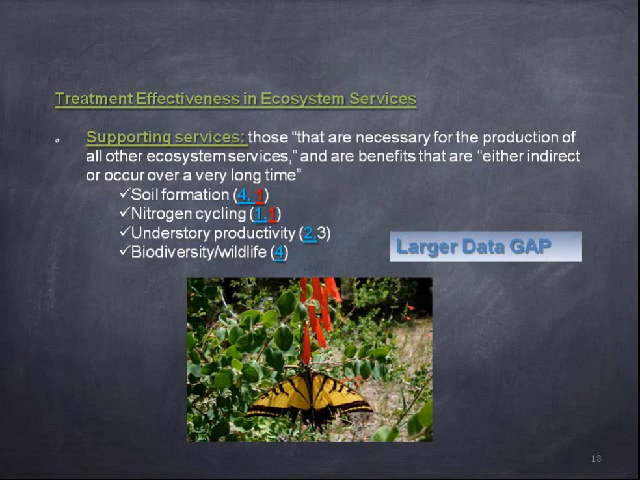 Treatment Effectiveness in Ecosystem Services
Supporting services: those "that are necessary for the production of
all other ecosystem services," and are benefits that are "either indirect
or occur over a very long time"
✓Soil formation (4, 1)
✓Nitrogen cycling (1,1)
✓Understory productivity (2,3)
✓Biodiversity/wildlife (4)
Larger Data GAP
18